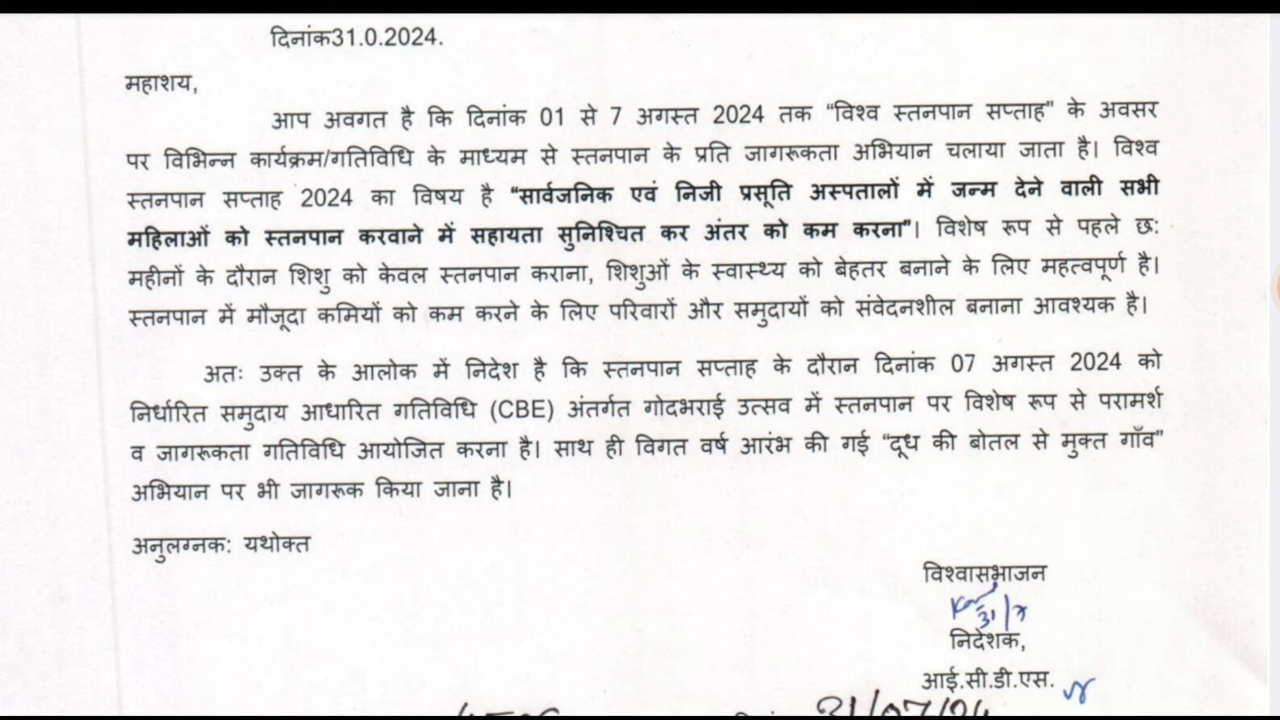 दिनांक31.0.2024.
महाशय,
आप अवगत है कि दिनांक 01 से 7 अगस्त 2024 तक “विश्व स्तनपान सप्ताह” के अवसर
पर विभिन्न कार्यक्रम/गतिविधि के माध्यम से स्तनपान के प्रति जागरूकता अभियान चलाया जाता है। विश्व
स्तनपान सप्ताह 2024 का विषय है “सार्वजनिक एवं निजी प्रसूति अस्पतालों में जन्म देने वाली सभी
महिलाओं को स्तनपान करवाने में सहायता सुनिश्चित कर अंतर को कम करना”। विशेष रूप से पहले छः
महीनों के दौरान शिशु को केवल स्तनपान कराना, शिशुओं के स्वास्थ्य को बेहतर बनाने के लिए महत्वपूर्ण है।
स्तनपान में मौजूदा कमियों को कम करने के लिए परिवारों और समुदायों को संवेदनशील बनाना आवश्यक है।
अतः उक्त के आलोक में निदेश है कि स्तनपान सप्ताह के दौरान दिनांक 07 अगस्त 2024 को
निर्धारित समुदाय आधारित गतिविधि (CBE) अंतर्गत गोदभराई उत्सव में स्तनपान पर विशेष रूप से परामर्श
व जागरूकता गतिविधि आयोजित करना है। साथ ही विगत वर्ष आरंभ की गई “दूध की बोतल से मुक्त गाँव”
अभियान पर भी जागरूक किया जाना है।
अनुलग्नक: यथोक्त
विश्वासभाजन
31/7
निदेशक,
आई.सी.डी.एस.
31/07/24